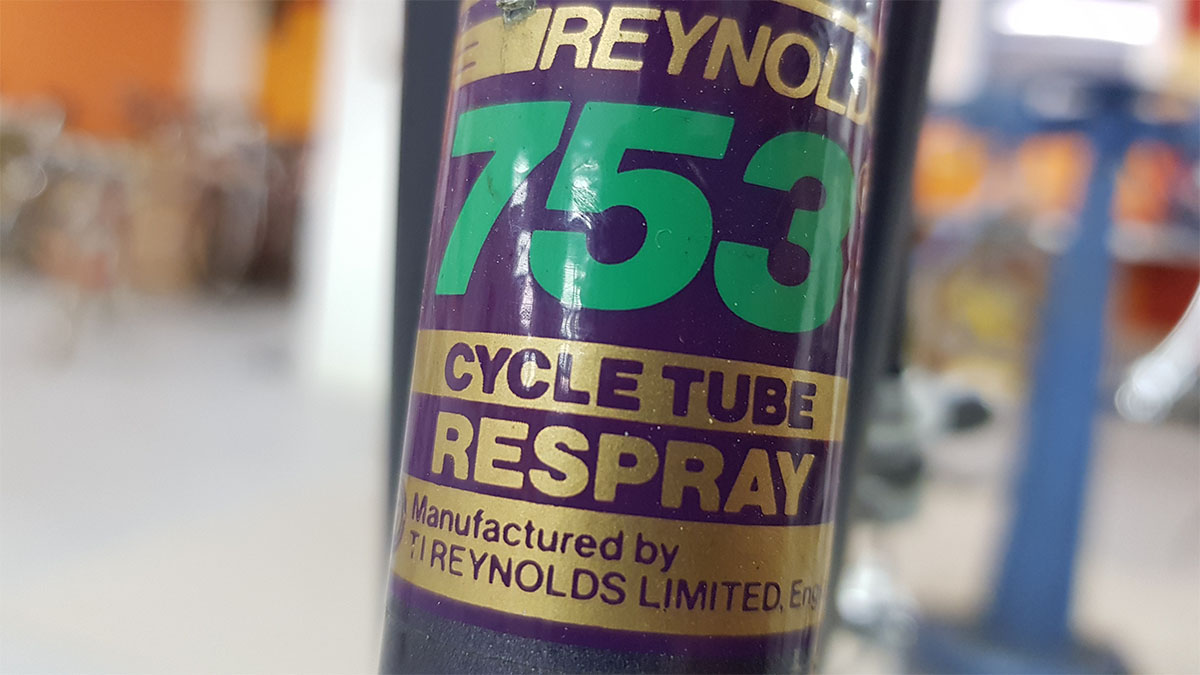 REYNOLD
753
CYCLE TUBE
RESPRAY
Manufactured by
TI REYNOLDS LIMITED, Eng